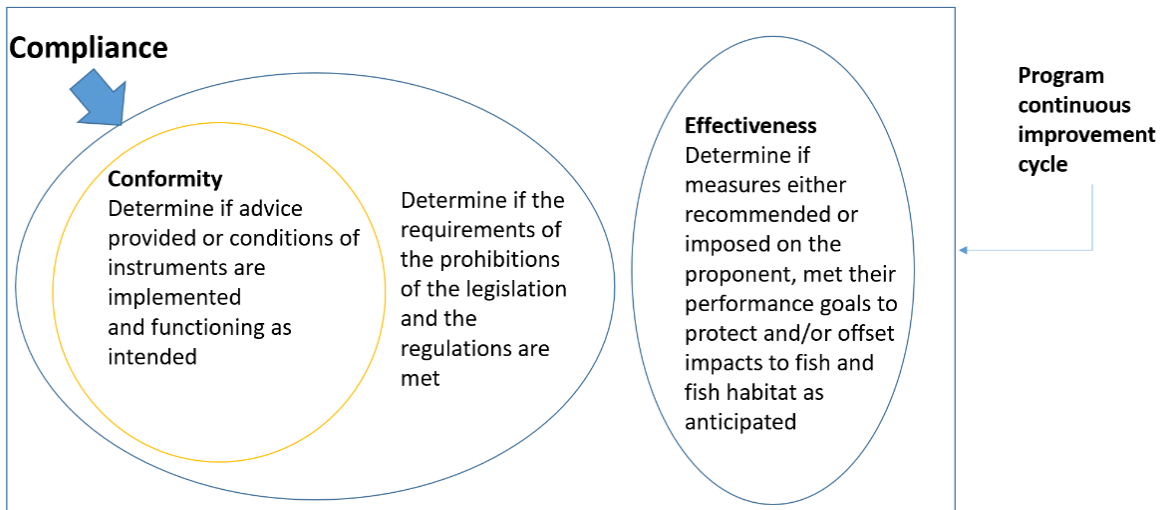 Compliance
Conformity
Determine if advice
provided or conditions of
instruments are
implemented
and functioning as
intended
Determine if the
requirements of
the prohibitions
of the legislation
and the
regulations are
met
Effectiveness
Determine if
measures either
recommended or
imposed on the
proponent, met their
performance goals to
protect and/or offset
impacts to fish and
fish habitat as
anticipated
Program
continuous
improvement
cycle